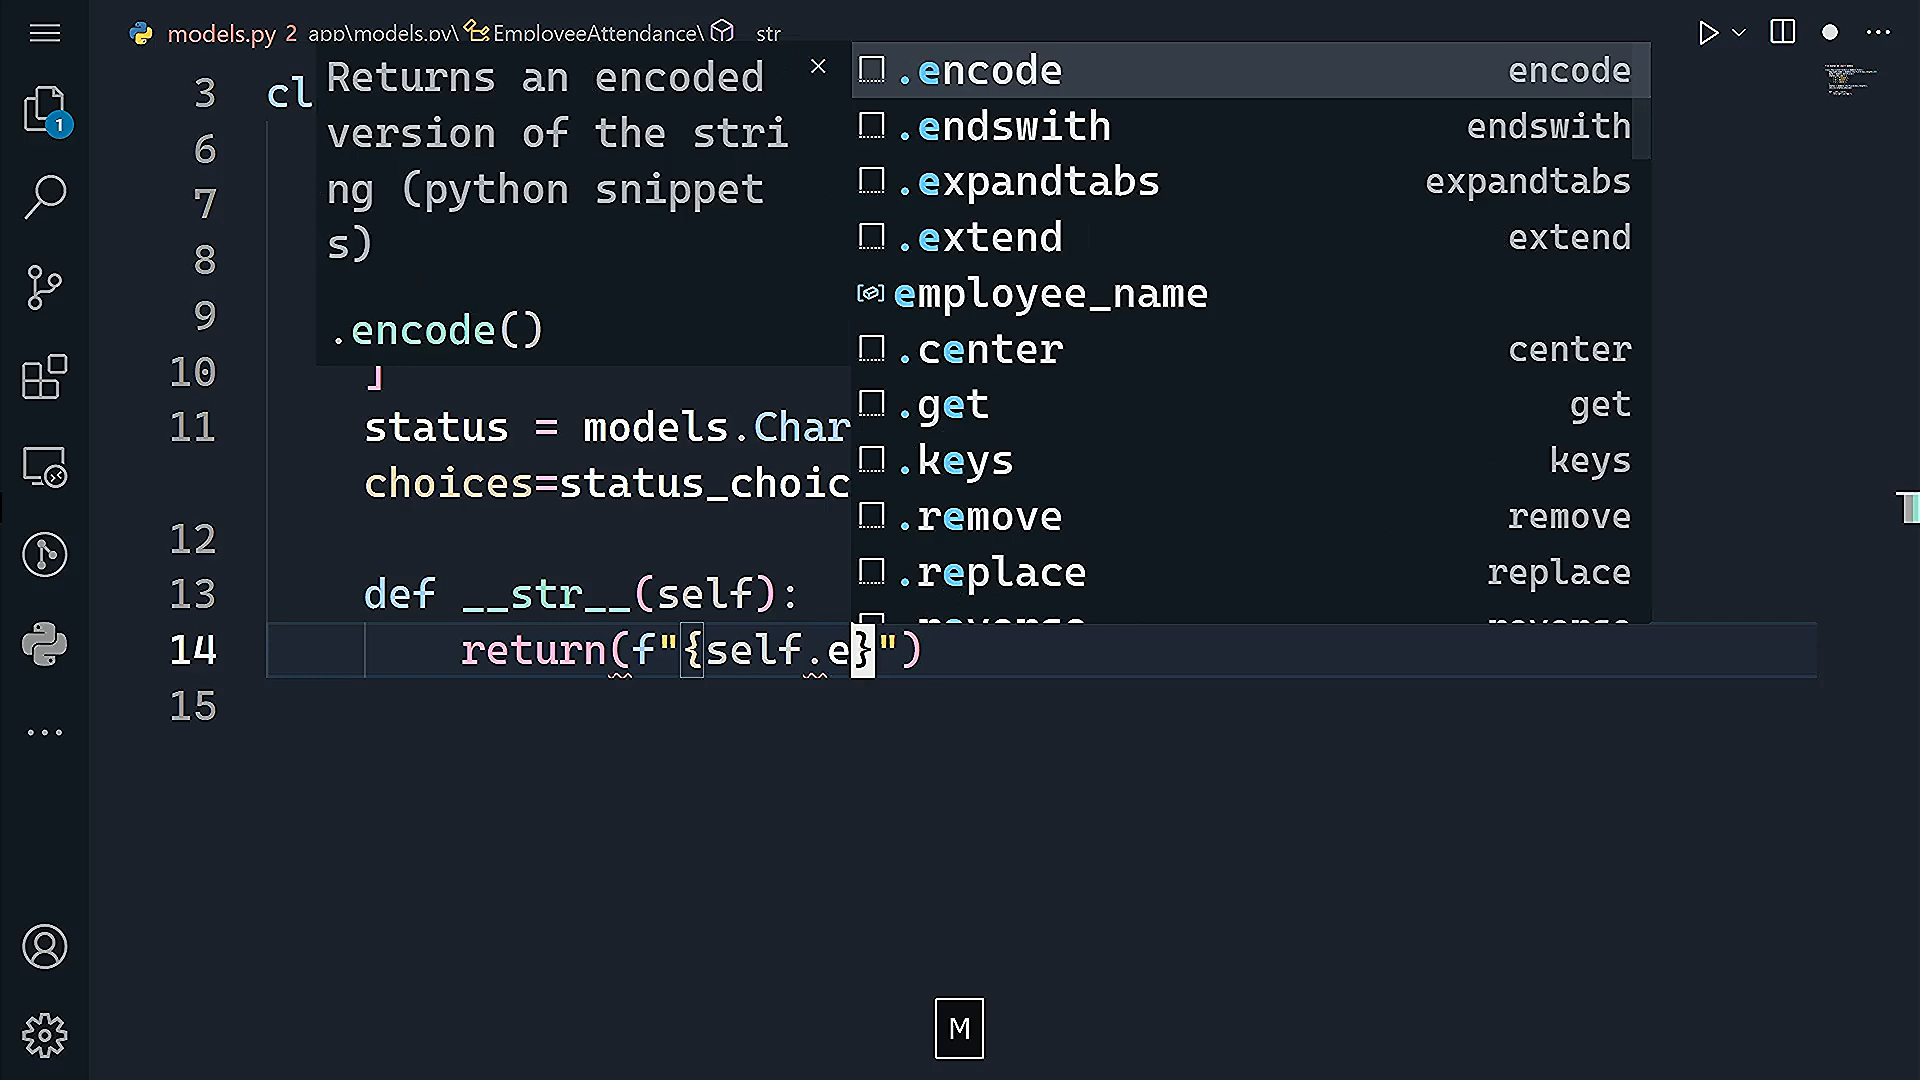 models.py 2 app\models.py\ EmployeeAttendance\ str
1
3 cl
6
7
8
9
10 ]
11 status = models.Char
choices=status_choic
12
13 def __str__(self):
14 return(f"{self.e}")
15
Returns an encoded
version of the stri
ng (python snippet
s)
.encode()
.encode encode
.endswith endswith
.expandtabs expandtabs
.extend extend
employee_name
.center center
.get get
.keys keys
.remove remove
.replace replace
.reverse reverse
M